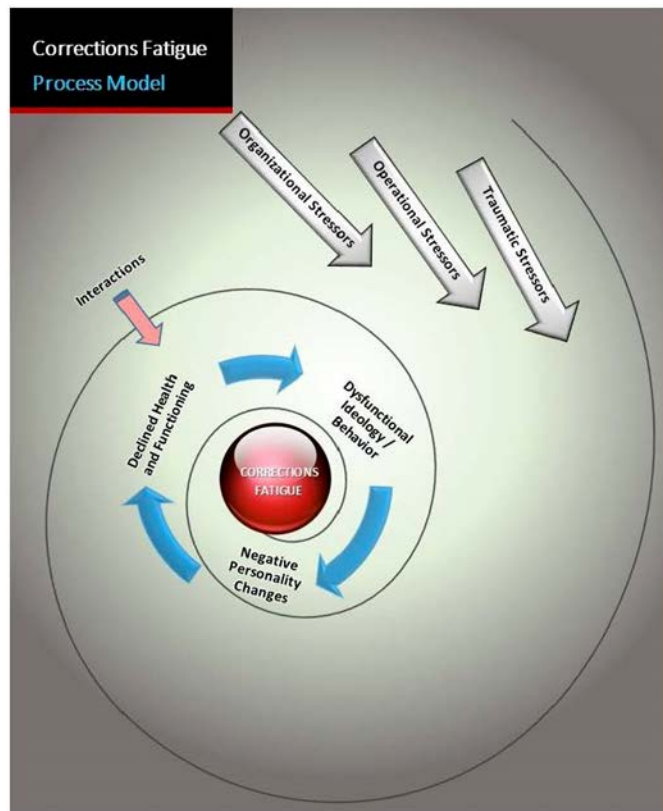 Corrections Fatigue
Process Model
Organizational Stressors
Operational Stressors
Traumatic Stressors
Interactions
Declined Health
and Functioning
Dysfunctional
Ideology /
Behavior
CORRECTIONS
FATIGUE
Negative
Personality
Changes